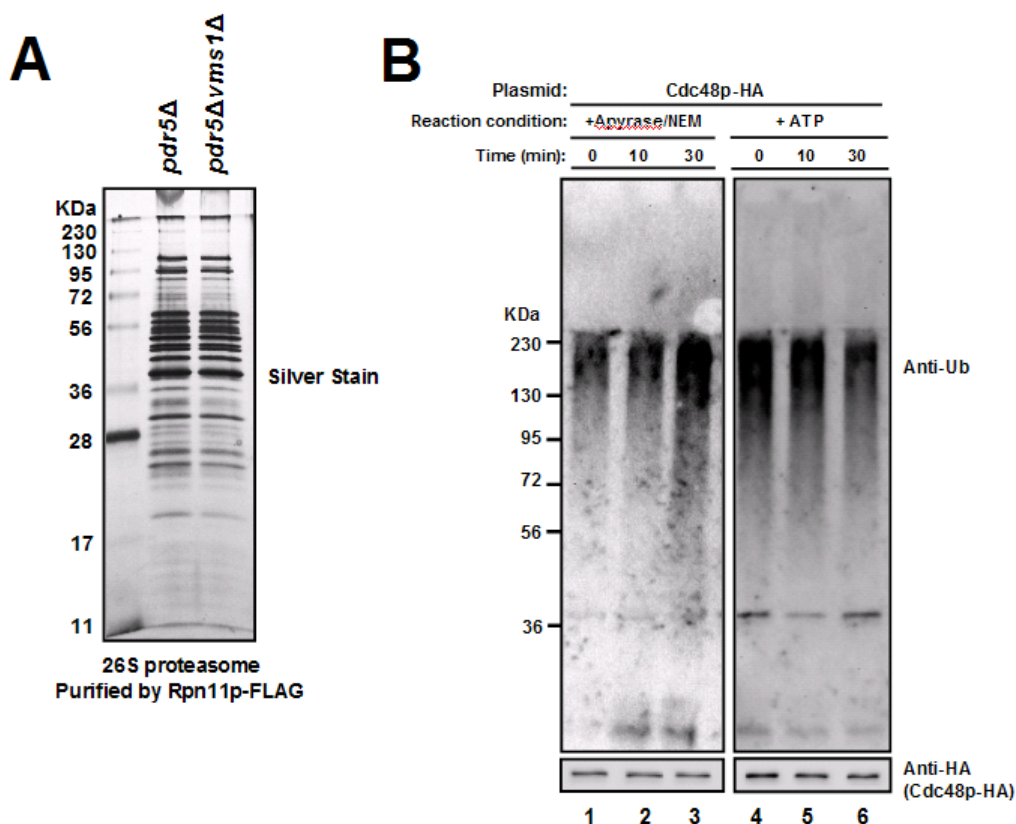 A
pdr5Δ
pdr5Δvms1Δ
KDa
230
130
95
72
56
36
28
17
11
Silver Stain
26S proteasome
Purified by Rpn11p-FLAG
B
Plasmid: Cdc48p-HA
Reaction condition: +Apyrase/NEM + ATP
Time (min): 0 10 30 0 10 30
KDa
230
130
95
72
56
36
Anti-Ub
Anti-HA
(Cdc48p-HA)
1 2 3 4 5 6